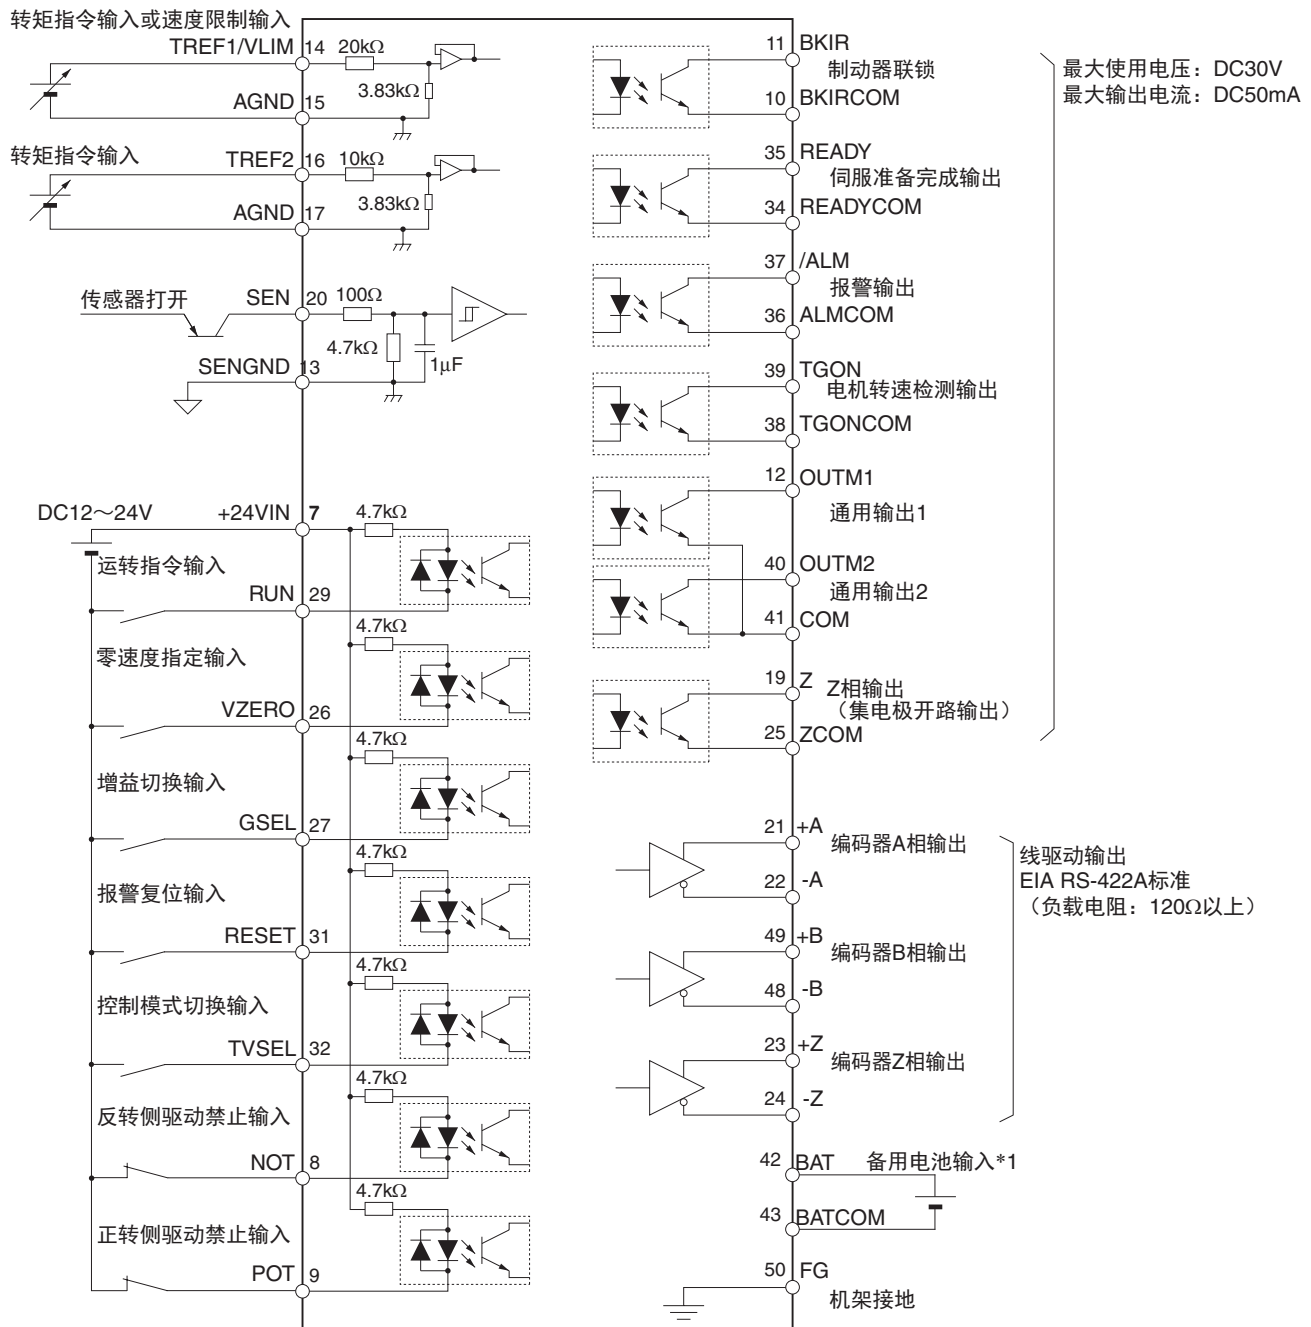 转矩指令输入或速度限制输入
TREF1/VLIM 14 20kΩ
3.83kΩ
AGND 15
转矩指令输入
TREF2 16 10kΩ
3.83kΩ
AGND 17
传感器打开 SEN 20 100Ω
4.7kΩ
1μF
SENGND 13
DC12～24V +24VIN 7 4.7kΩ
运转指令输入
RUN 29
4.7kΩ
零速度指定输入
VZERO 26
4.7kΩ
增益切换输入
GSEL 27
4.7kΩ
报警复位输入
RESET 31
4.7kΩ
控制模式切换输入
TVSEL 32
4.7kΩ
反转侧驱动禁止输入
NOT 8
4.7kΩ
正转侧驱动禁止输入
POT 9
11 BKIR
制动器联锁
10 BKIRCOM
35 READY
伺服准备完成输出
34 READYCOM
37 /ALM
报警输出
36 ALMCOM
39 TGON
电机转速检测输出
38 TGONCOM
12 OUTM1
通用输出1
40 OUTM2
通用输出2
41 COM
19 Z Z相输出
（集电极开路输出）
25 ZCOM
最大使用电压：DC30V
最大输出电流：DC50mA
21 +A
编码器A相输出
22 -A
49 +B
编码器B相输出
48 -B
23 +Z
编码器Z相输出
24 -Z
线驱动输出
EIA RS-422A标准
（负载电阻：120Ω以上）
42 BAT 备用电池输入*1
43 BATCOM
50 FG
机架接地